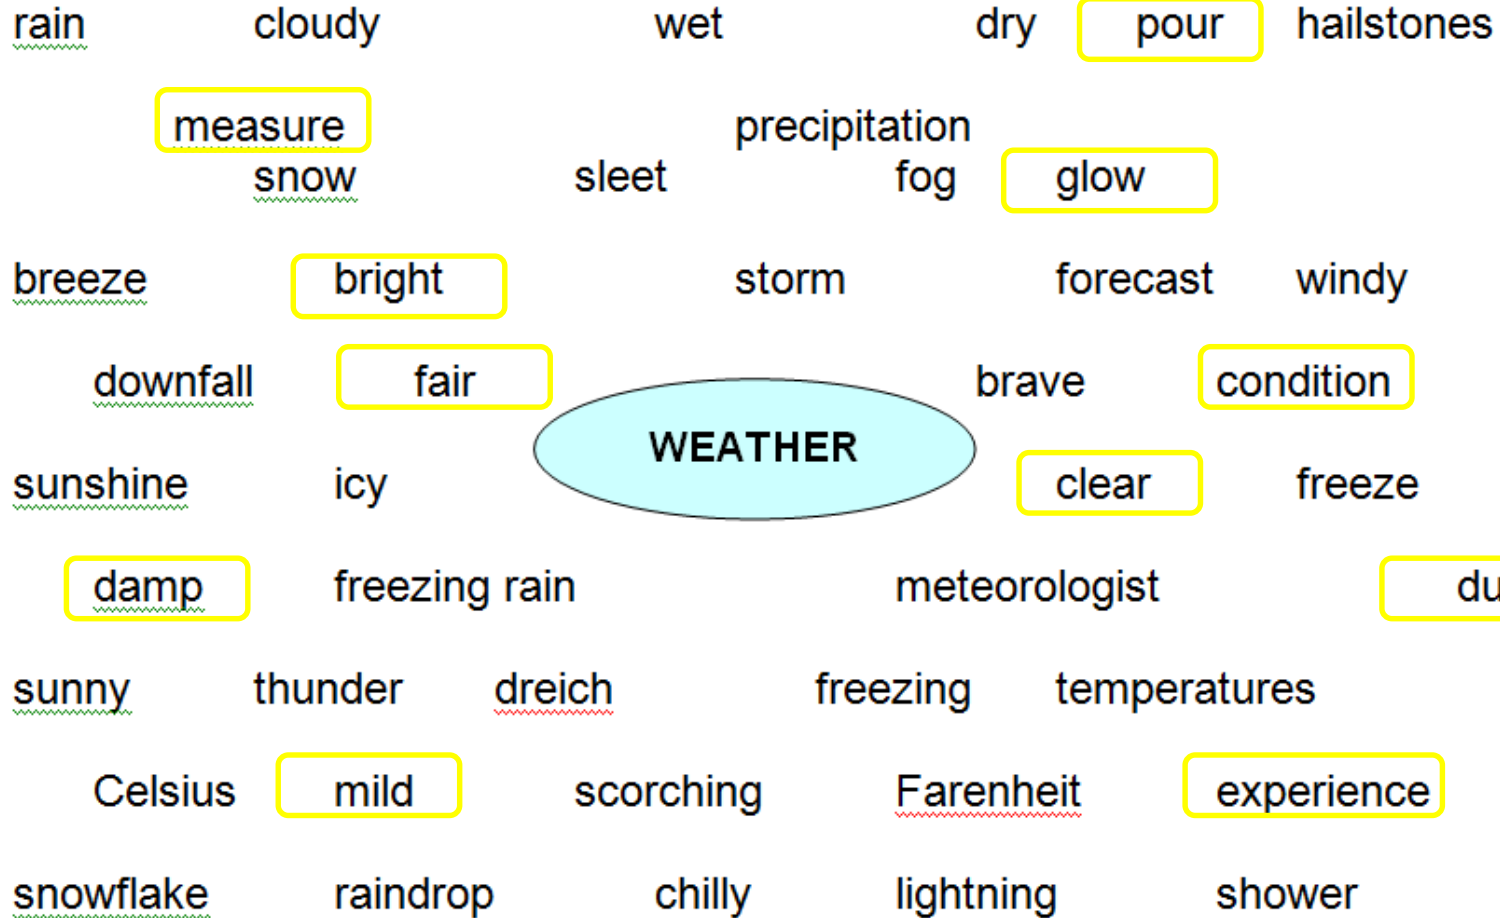 rain cloudy wet dry pour hailstones
measure precipitation
snow sleet fog glow
breeze bright storm forecast windy
downfall fair brave condition
WEATHER
sunshine icy clear freeze
damp freezing rain meteorologist
sunny thunder dreich freezing temperatures
Celsius mild scorching Farenheit experience
snowflake raindrop chilly lightning shower